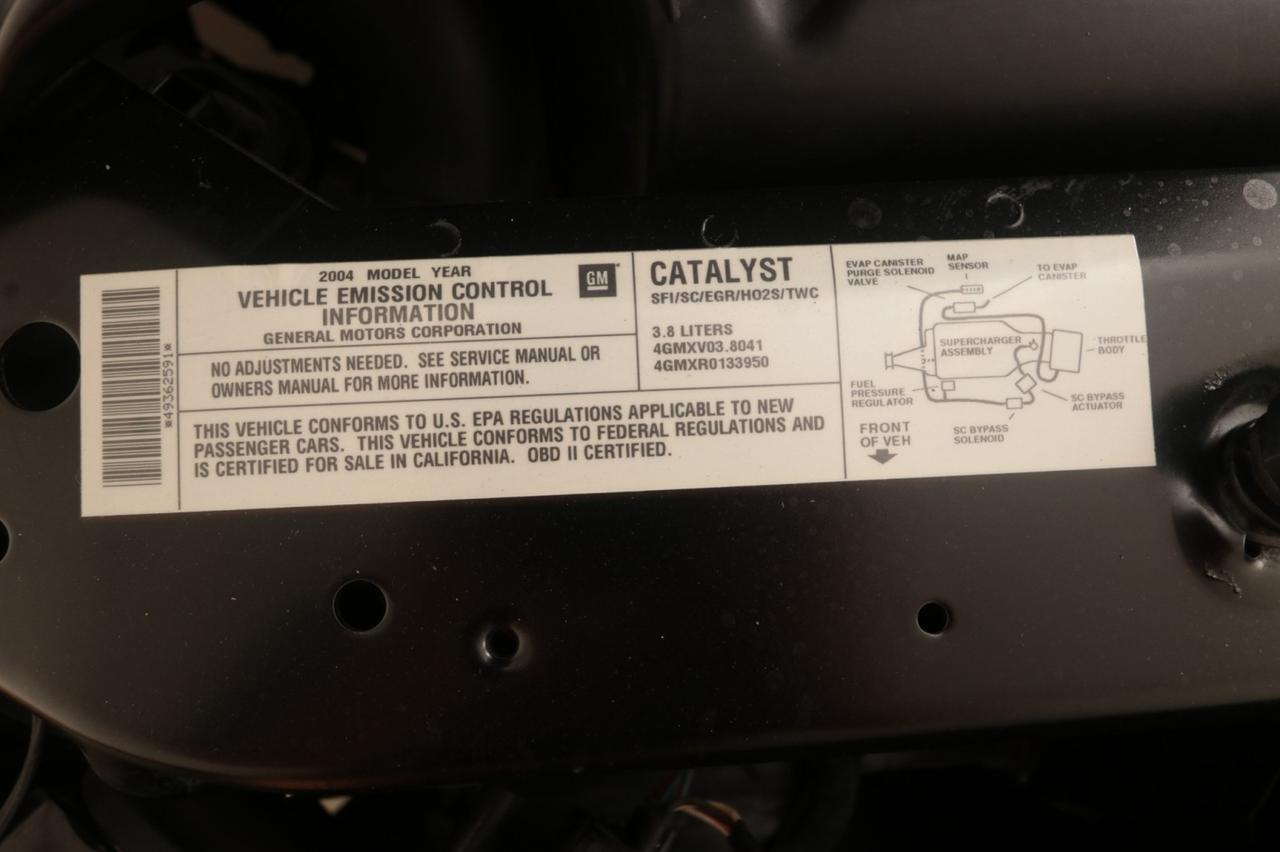 *49362591*
2004 MODEL YEAR
VEHICLE EMISSION CONTROL
INFORMATION
GENERAL MOTORS CORPORATION
GM
NO ADJUSTMENTS NEEDED. SEE SERVICE MANUAL OR
OWNERS MANUAL FOR MORE INFORMATION.
CATALYST
SFI/SC/EGR/HO2S/TWC
3.8 LITERS
4GMXV03.8041
4GMXR0133950
THIS VEHICLE CONFORMS TO U.S. EPA REGULATIONS APPLICABLE TO NEW
PASSENGER CARS. THIS VEHICLE CONFORMS TO FEDERAL REGULATIONS AND
IS CERTIFIED FOR SALE IN CALIFORNIA. OBD II CERTIFIED.
EVAP CANISTER
PURGE SOLENOID
VALVE
MAP
SENSOR
TO EVAP
CANISTER
SUPERCHARGER
ASSEMBLY
THROTTLE
BODY
FUEL
PRESSURE
REGULATOR
SC BYPASS
ACTUATOR
SC BYPASS
SOLENOID
FRONT
OF VEH